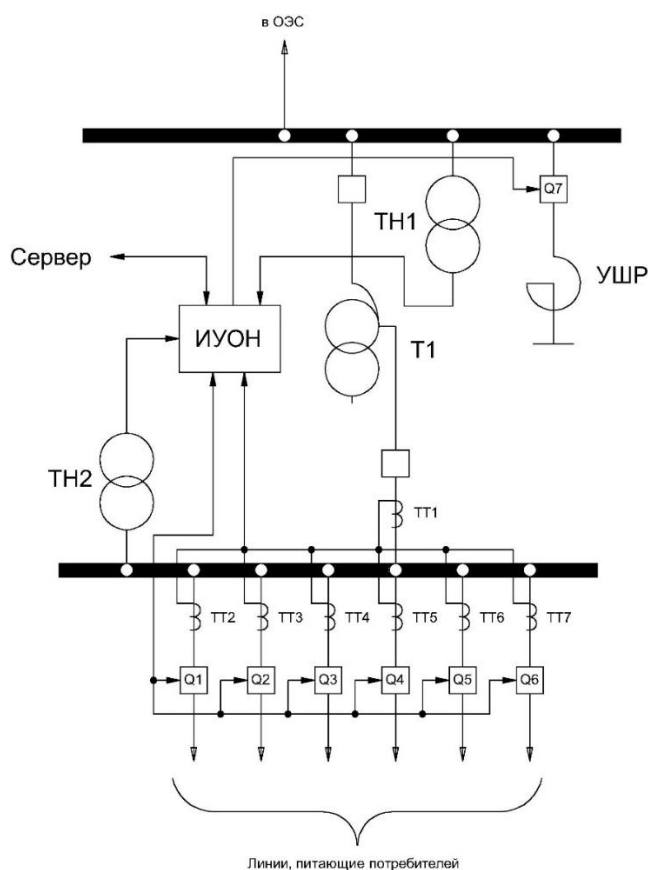 в ОЭС
Q7
ТН1
Сервер
УШР
ИУОН
Т1
ТН2
ТТ1
ТТ2 ТТ3 ТТ4 ТТ5 ТТ6 ТТ7
Q1 Q2 Q3 Q4 Q5 Q6
Линии, питающие потребителей